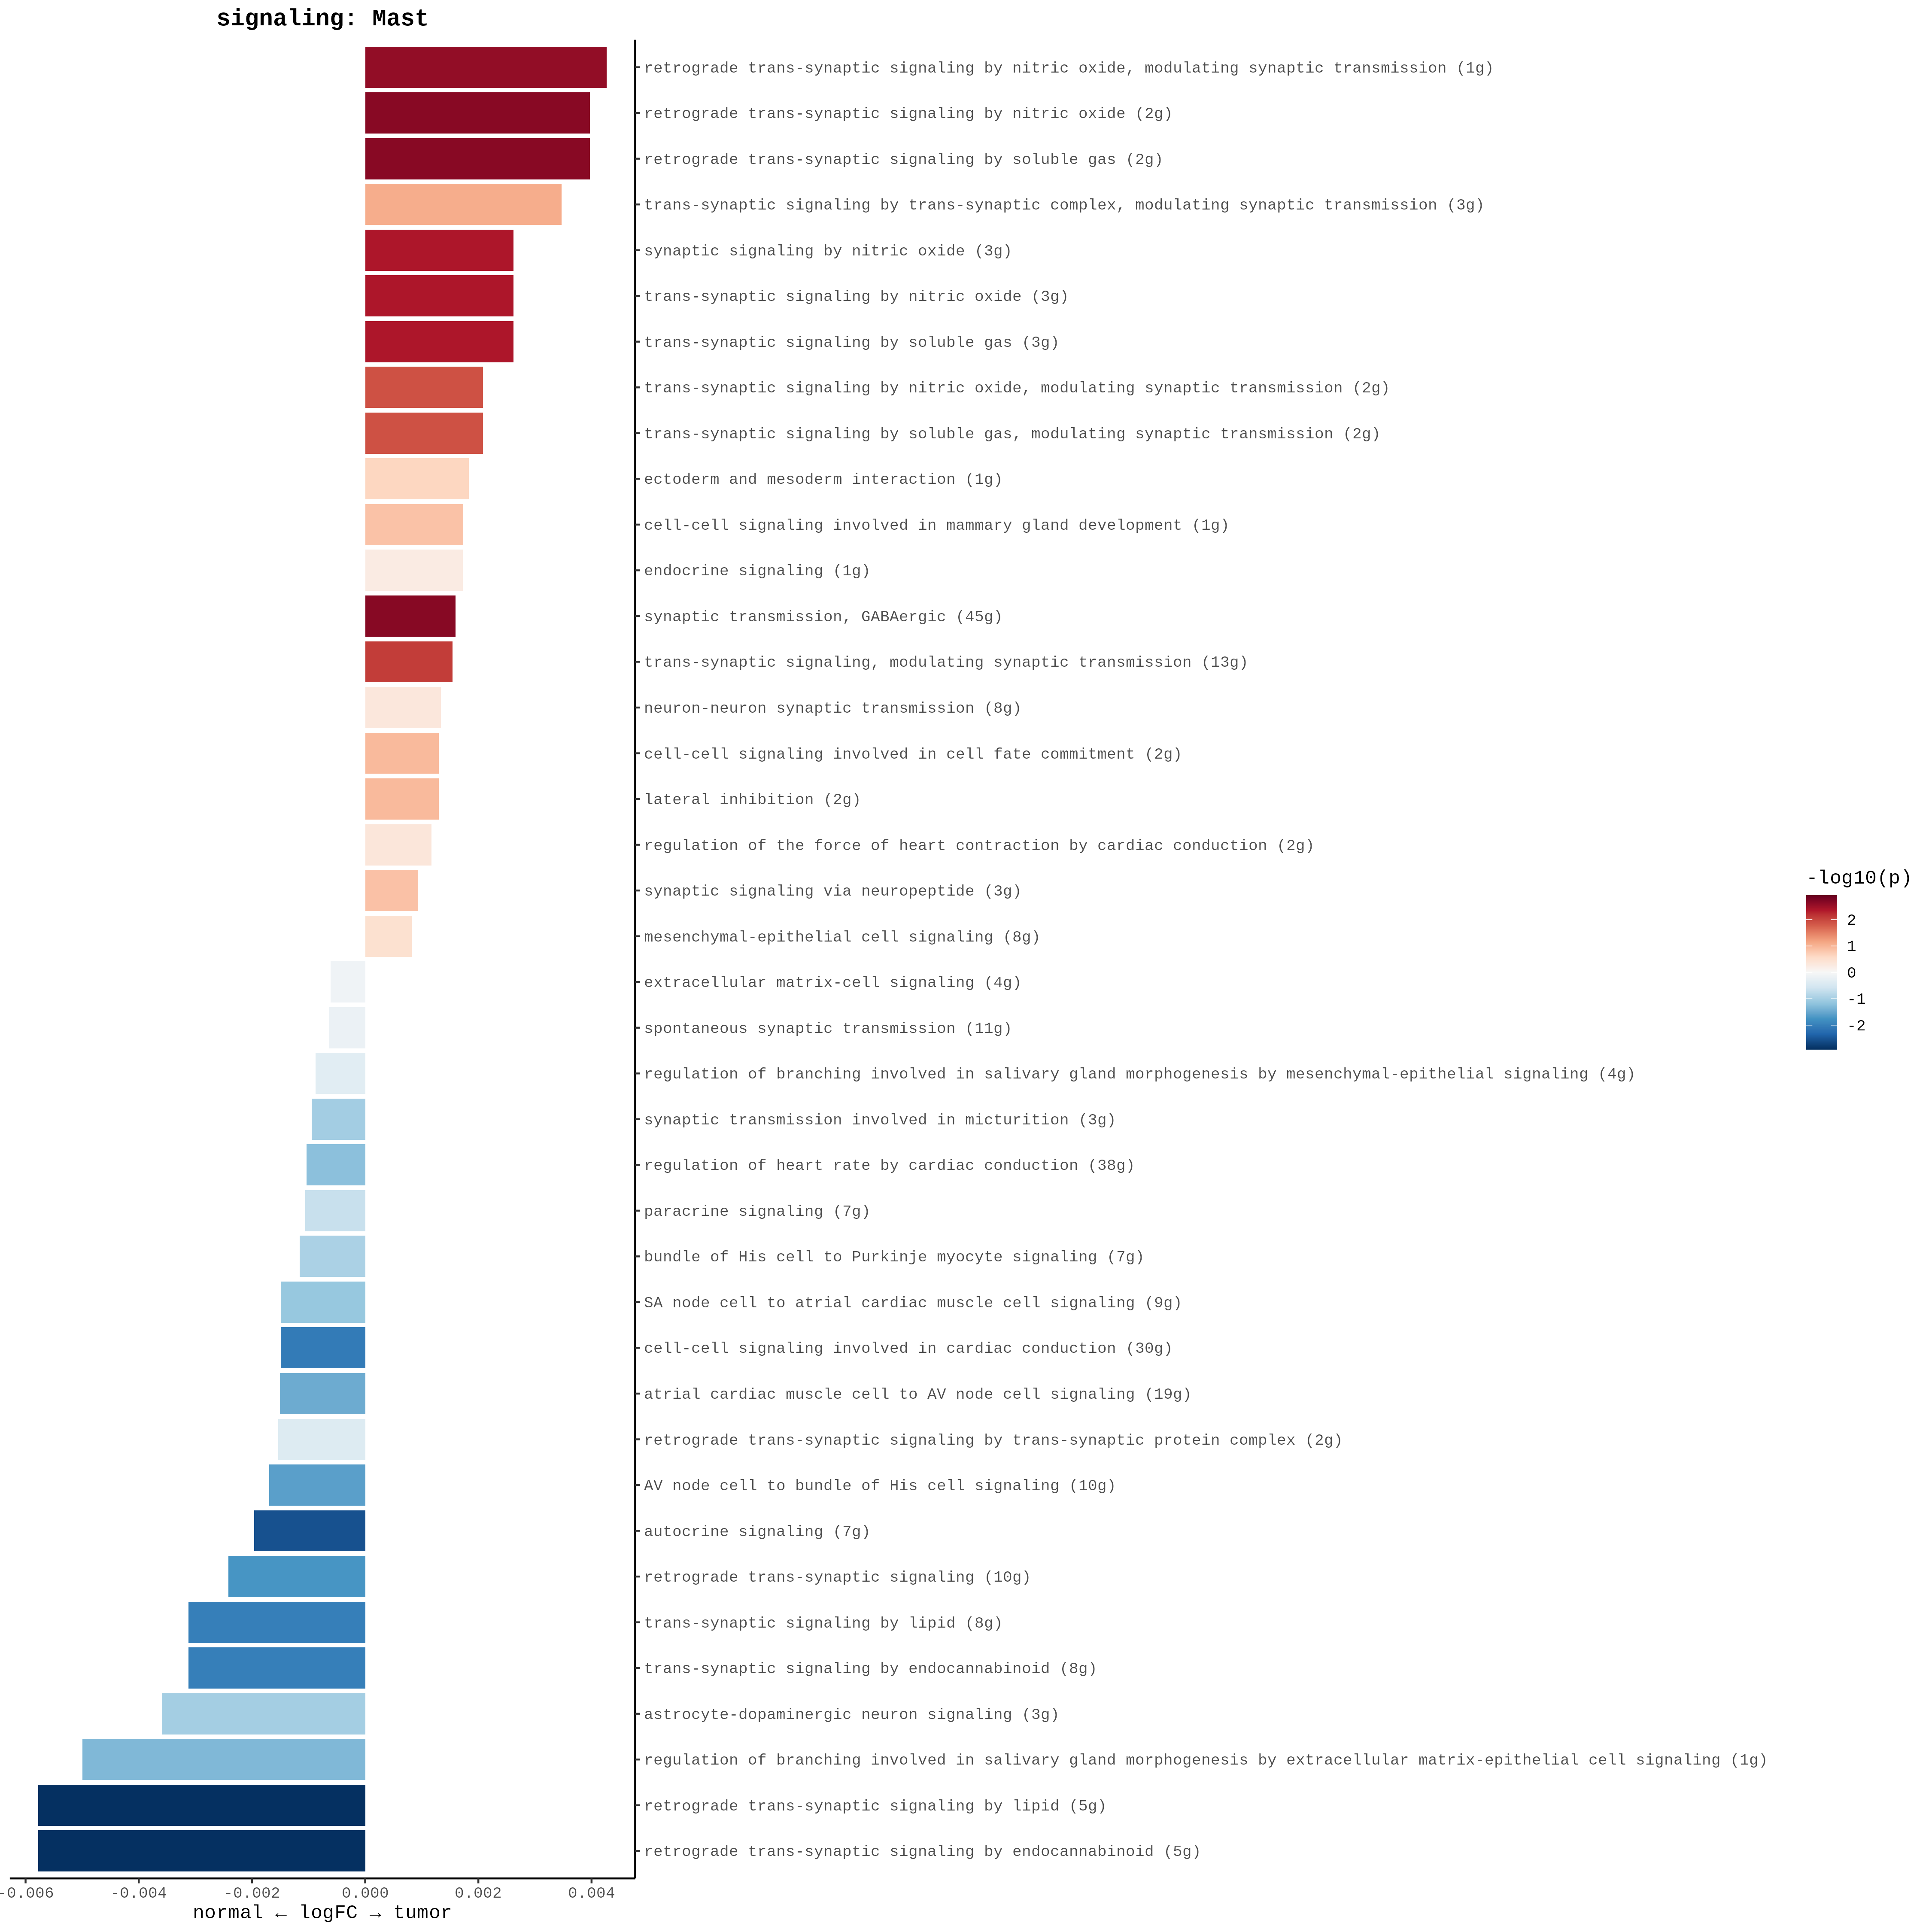 signaling: Mast
retrograde trans-synaptic signaling by nitric oxide, modulating synaptic transmission (1g)
retrograde trans-synaptic signaling by nitric oxide (2g)
retrograde trans-synaptic signaling by soluble gas (2g)
trans-synaptic signaling by trans-synaptic complex, modulating synaptic transmission (3g)
synaptic signaling by nitric oxide (3g)
trans-synaptic signaling by nitric oxide (3g)
trans-synaptic signaling by soluble gas (3g)
trans-synaptic signaling by nitric oxide, modulating synaptic transmission (2g)
trans-synaptic signaling by soluble gas, modulating synaptic transmission (2g)
ectoderm and mesoderm interaction (1g)
cell-cell signaling involved in mammary gland development (1g)
endocrine signaling (1g)
synaptic transmission, GABAergic (45g)
trans-synaptic signaling, modulating synaptic transmission (13g)
neuron-neuron synaptic transmission (8g)
cell-cell signaling involved in cell fate commitment (2g)
lateral inhibition (2g)
regulation of the force of heart contraction by cardiac conduction (2g)
synaptic signaling via neuropeptide (3g)
mesenchymal-epithelial cell signaling (8g)
extracellular matrix-cell signaling (4g)
spontaneous synaptic transmission (11g)
regulation of branching involved in salivary gland morphogenesis by mesenchymal-epithelial signaling (4g)
synaptic transmission involved in micturition (3g)
regulation of heart rate by cardiac conduction (38g)
paracrine signaling (7g)
bundle of His cell to Purkinje myocyte signaling (7g)
SA node cell to atrial cardiac muscle cell signaling (9g)
cell-cell signaling involved in cardiac conduction (30g)
atrial cardiac muscle cell to AV node cell signaling (19g)
retrograde trans-synaptic signaling by trans-synaptic protein complex (2g)
AV node cell to bundle of His cell signaling (10g)
autocrine signaling (7g)
retrograde trans-synaptic signaling (10g)
trans-synaptic signaling by lipid (8g)
trans-synaptic signaling by endocannabinoid (8g)
astrocyte-dopaminergic neuron signaling (3g)
regulation of branching involved in salivary gland morphogenesis by extracellular matrix-epithelial cell signaling (1g)
retrograde trans-synaptic signaling by lipid (5g)
retrograde trans-synaptic signaling by endocannabinoid (5g)
-0.006 -0.004 -0.002 0.000 0.002 0.004
normal ← logFC → tumor
-log10(p)
2
1
0
-1
-2